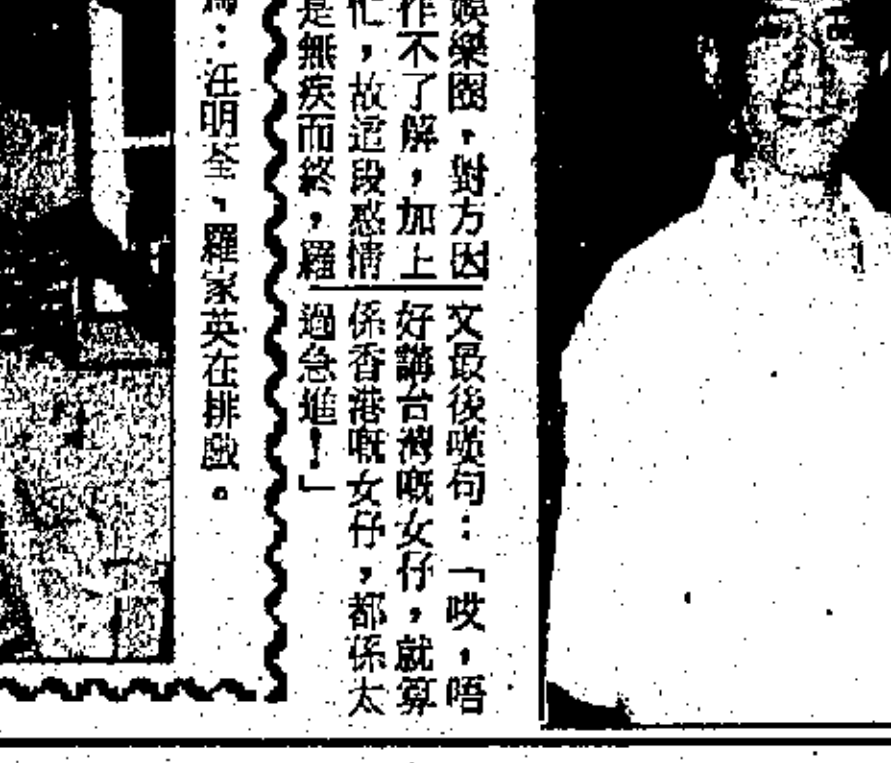 娛樂圈，對方因
作不了解，加上
忙，故這段感情
是無疾而終，羅
文最後嘆句：「哎，唔
好講台灣嘅女仔，就算
係香港嘅女仔，都係太
過急進！」
：汪明荃、羅家英在排戲。